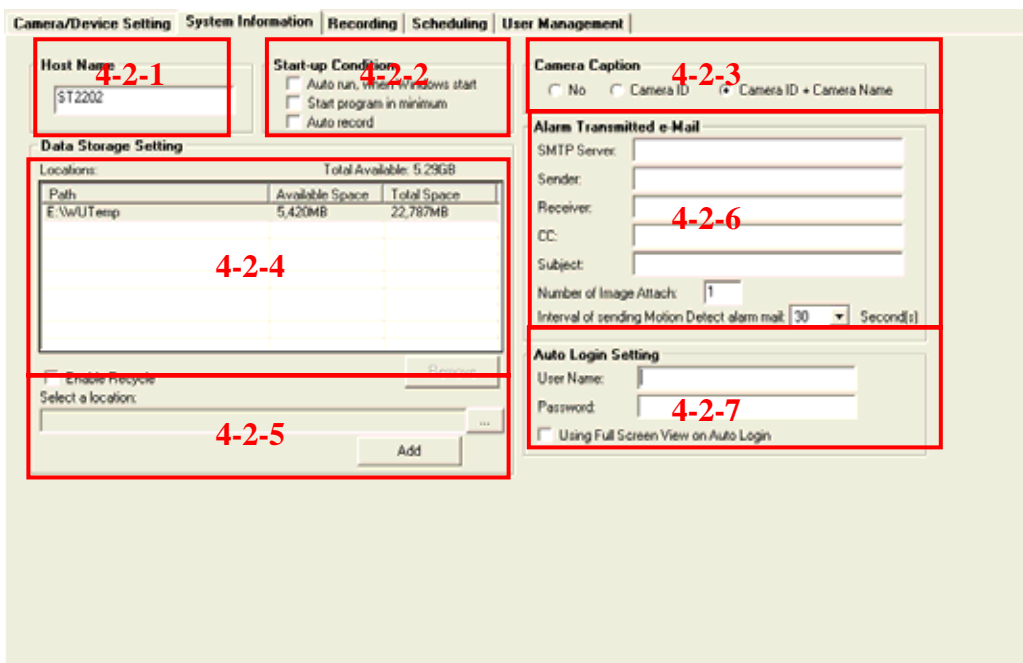 Camera/Device Setting System Information Recording Scheduling User Management
Host Name
4-2-1
ST2202
Start-up Condition
4-2-2
Auto run, when Windows start
Start program in minimum
Auto record
Camera Caption
4-2-3
No Camera ID Camera ID + Camera Name
Data Storage Setting
Locations: Total Available: 5.29GB
Path Available Space Total Space
E:\WUTemp 5,420MB 22,787MB
4-2-4
Enable Recycle Remove
Select a location:
...
4-2-5
Add
Alarm Transmitted e-Mail
SMTP Server:
Sender:
Receiver:
4-2-6
CC:
Subject:
Number of Image Attach: 1
Interval of sending Motion Detect alarm mail: 30 Second(s)
Auto Login Setting
User Name:
Password:
4-2-7
Using Full Screen View on Auto Login